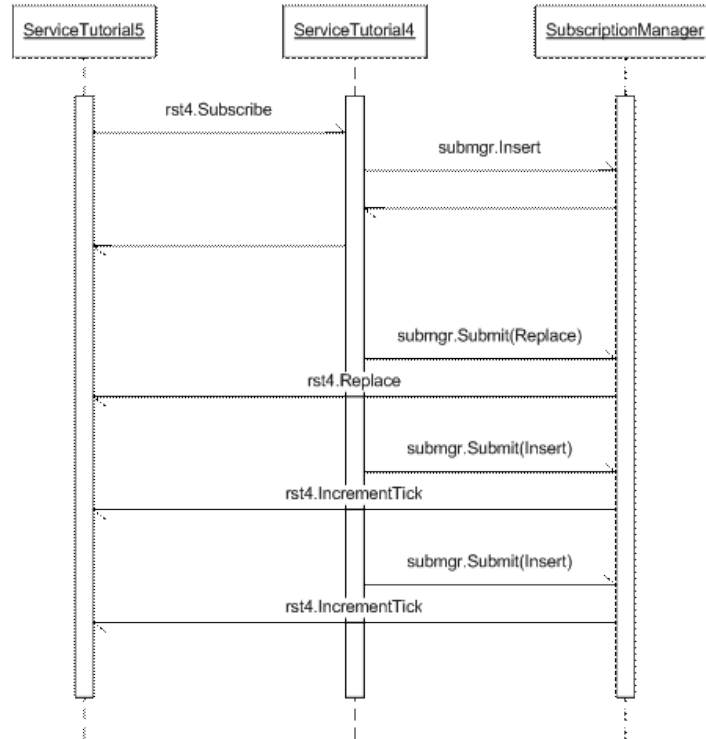 ServiceTutorial5
ServiceTutorial4
SubscriptionManager
rst4.Subscribe
submgr.Insert
submgr.Submit(Replace)
rst4.Replace
submgr.Submit(Insert)
rst4.IncrementTick
submgr.Submit(Insert)
rst4.IncrementTick